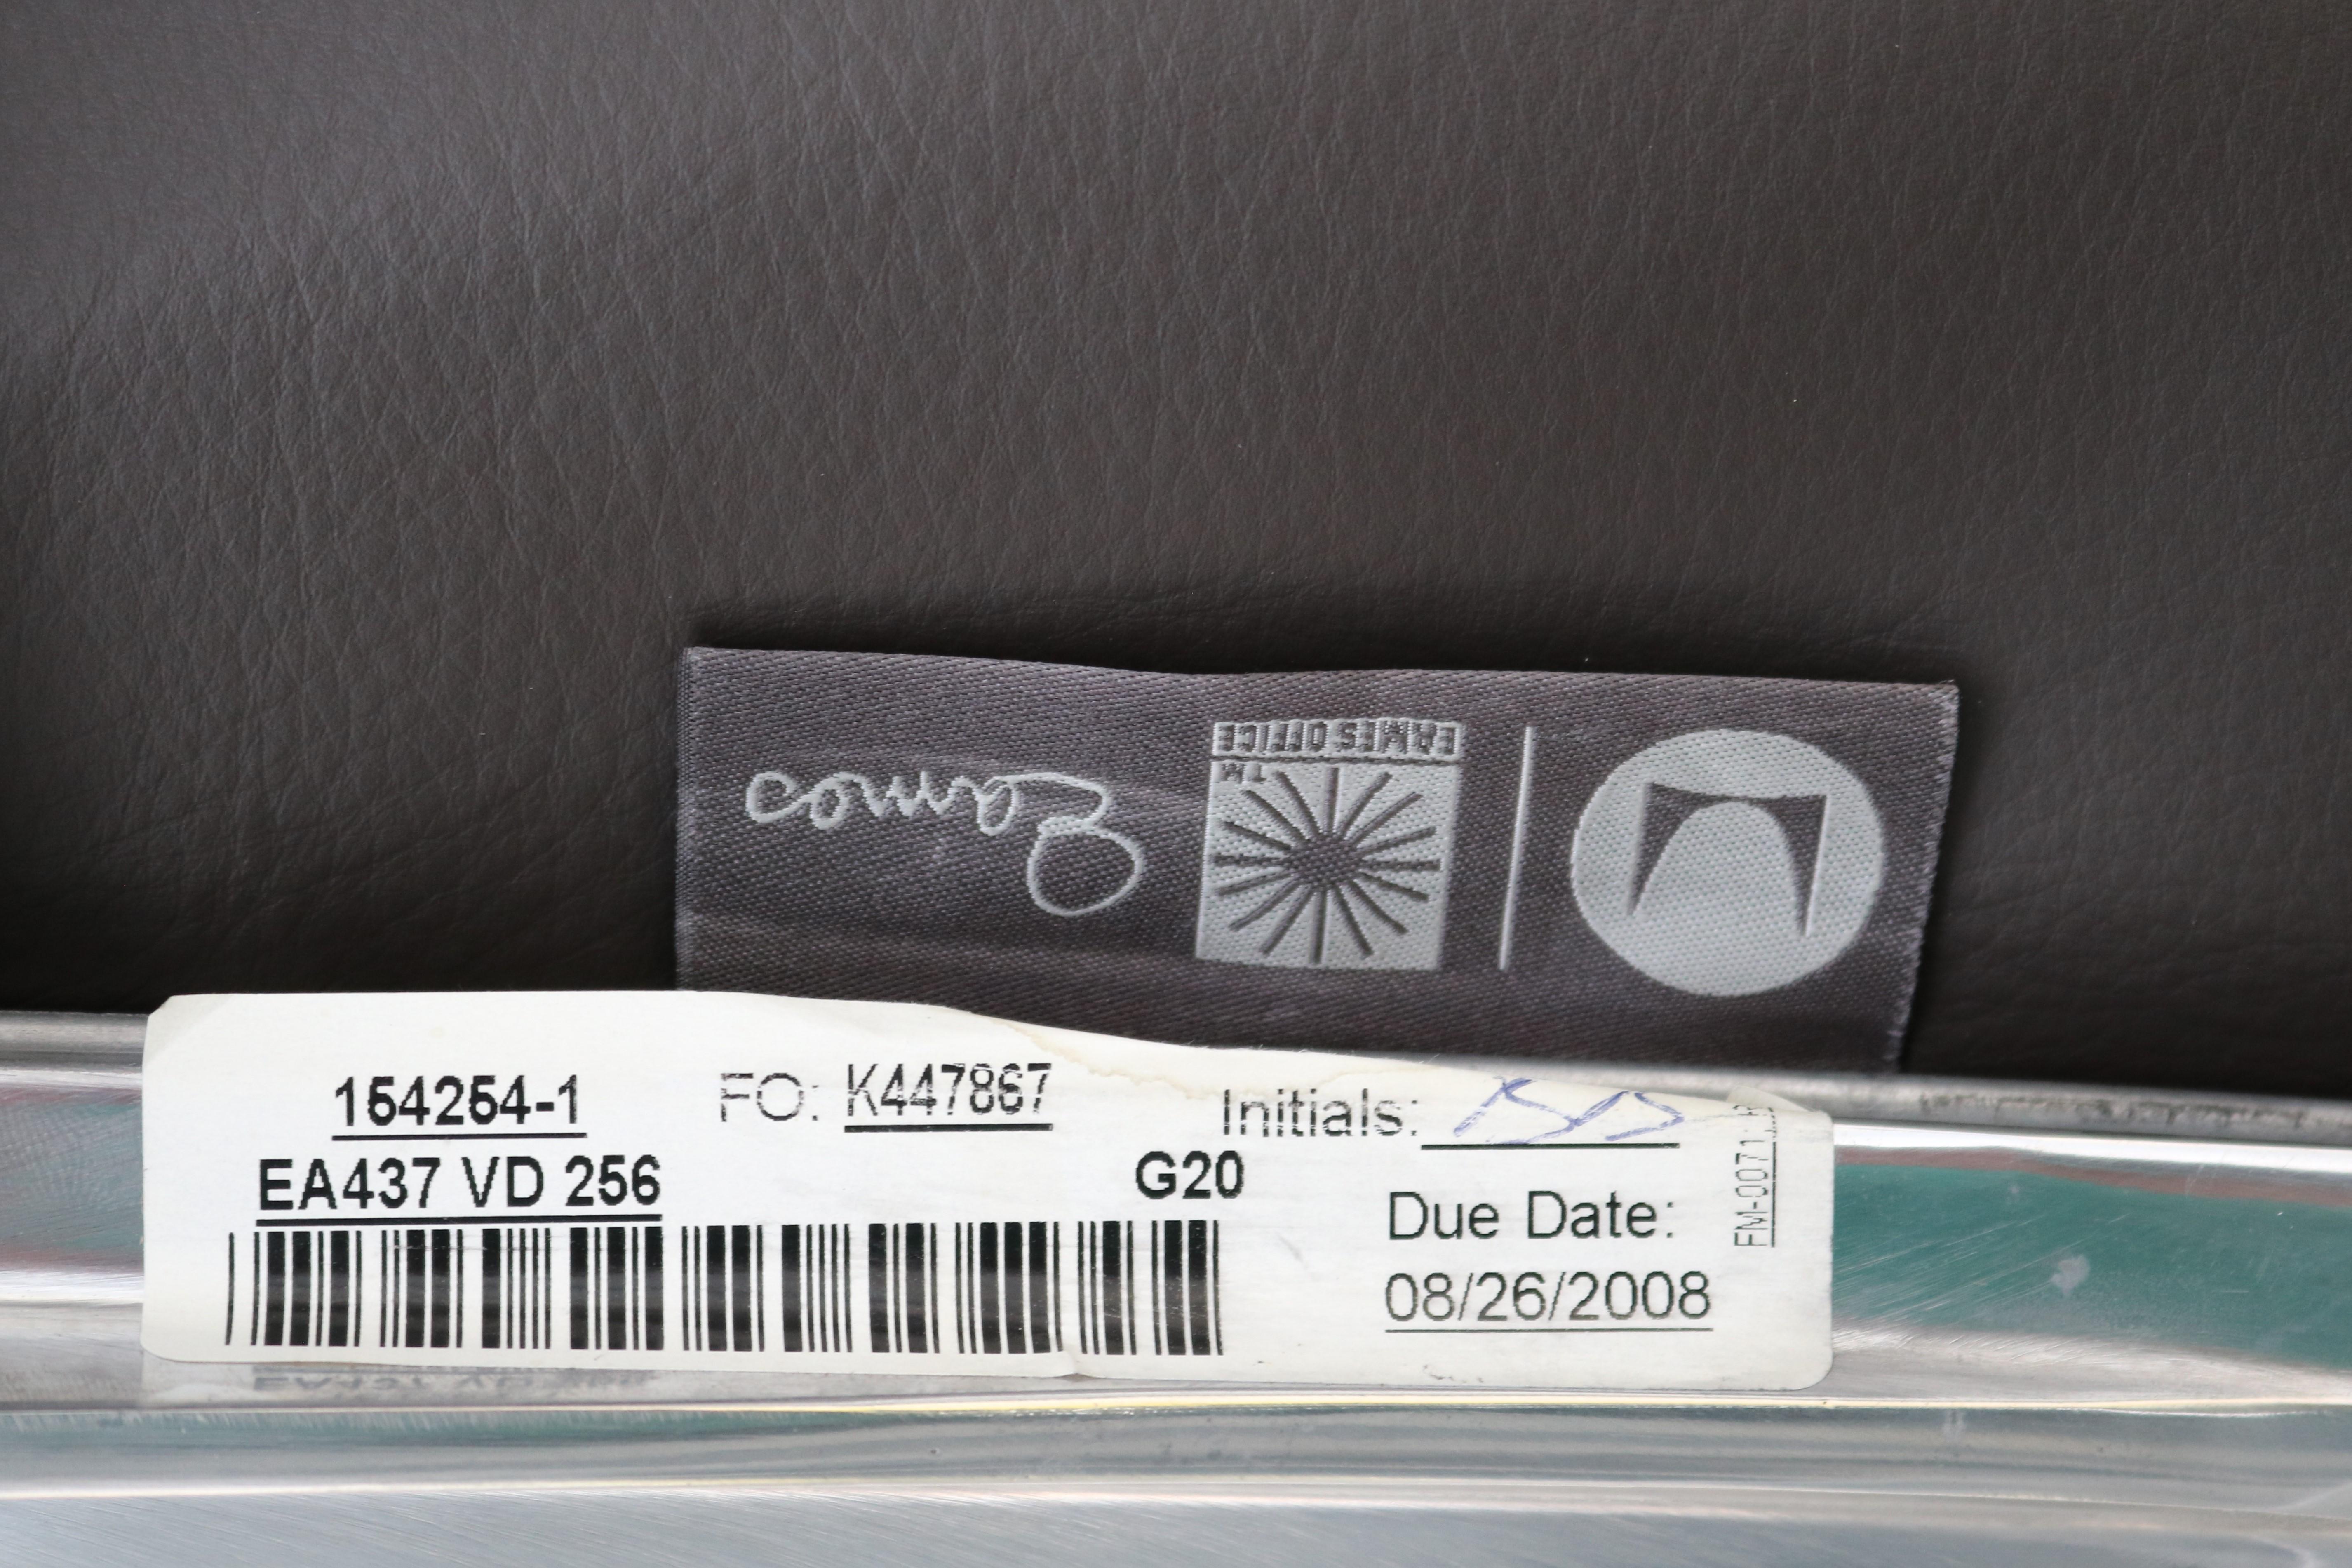 Eames
EAMES OFFICE
TM
154254-1 FO: K447867 Initials:
EA437 VD 256 G20
Due Date:
08/26/2008